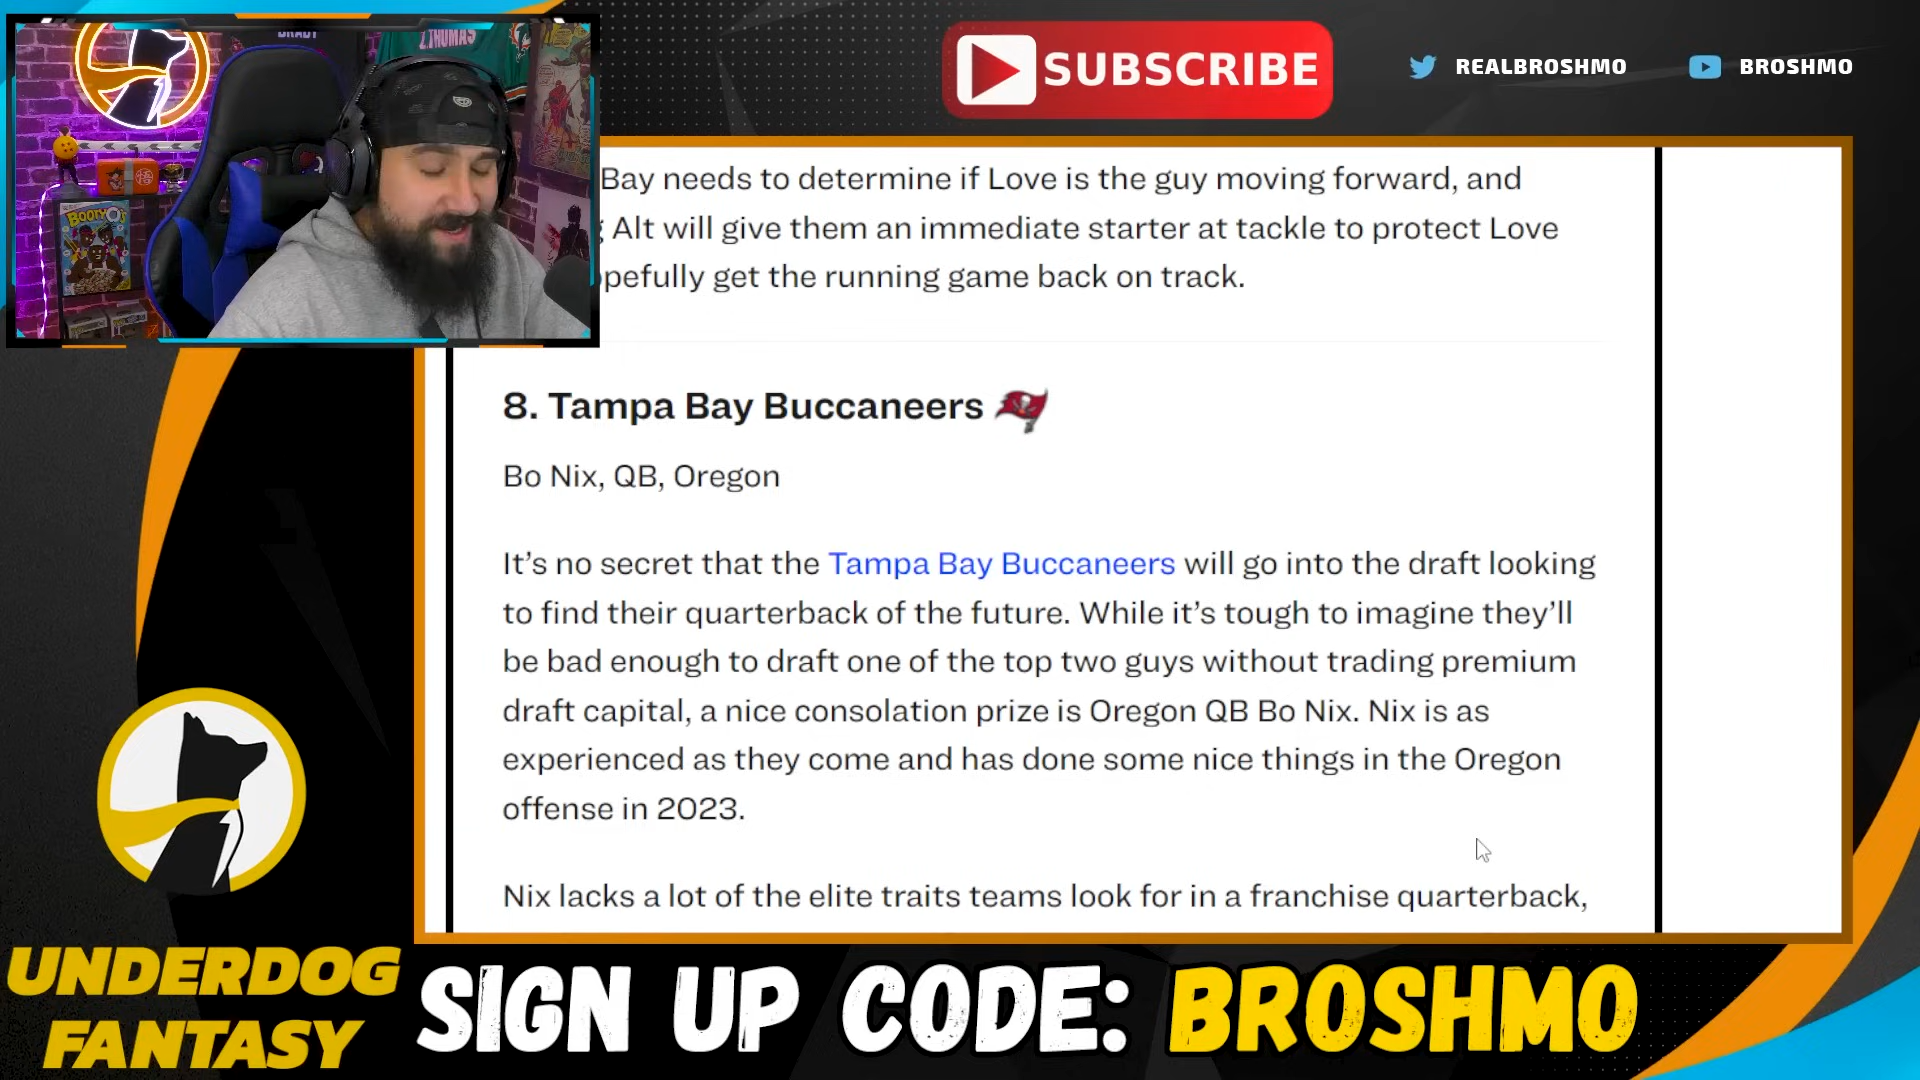 BRADY
Z.THOMAS
BOOTY O's
SUBSCRIBE
REALBROSHMO
BROSHMO
Bay needs to determine if Love is the guy moving forward, and
Alt will give them an immediate starter at tackle to protect Love
pefully get the running game back on track.
8. Tampa Bay Buccaneers
Bo Nix, QB, Oregon
It's no secret that the Tampa Bay Buccaneers will go into the draft looking
to find their quarterback of the future. While it's tough to imagine they'll
be bad enough to draft one of the top two guys without trading premium
draft capital, a nice consolation prize is Oregon QB Bo Nix. Nix is as
experienced as they come and has done some nice things in the Oregon
offense in 2023.
Nix lacks a lot of the elite traits teams look for in a franchise quarterback,
UNDERDOG
FANTASY
SIGN UP CODE: BROSHMO